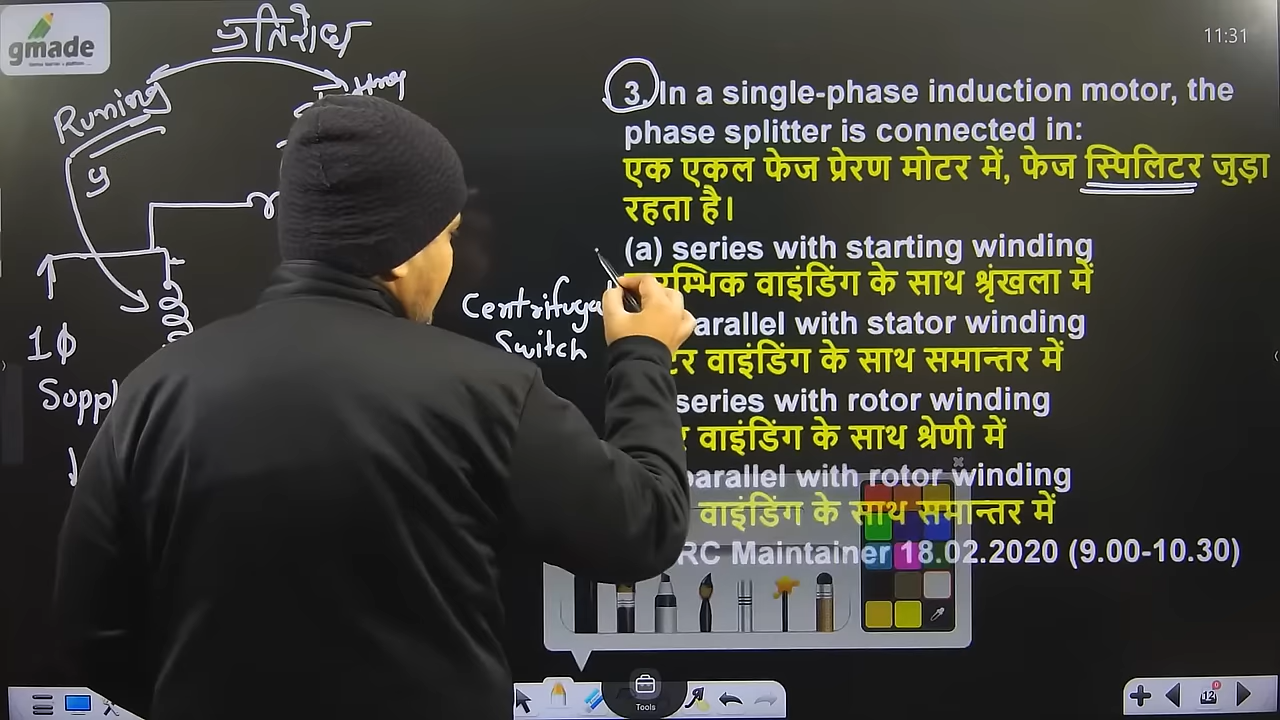 gmade
प्रतिरोध
11:31
Runing
3. In a single-phase induction motor, the
phase splitter is connected in:
एक एकल फेज प्रेरण मोटर में, फेज स्पिलिटर जुड़ा
रहता है।
(a) series with starting winding
वाइंडिंग के साथ श्रृंखला में
Centrifugal
Switch
parallel with stator winding
वाइंडिंग के साथ समान्तर में
series with rotor winding
वाइंडिंग के साथ श्रेणी में
parallel with rotor winding
वाइंडिंग के साथ समान्तर में
RC Maintainer 18.02.2020 (9.00-10.30)
1ϕ
Tools
12